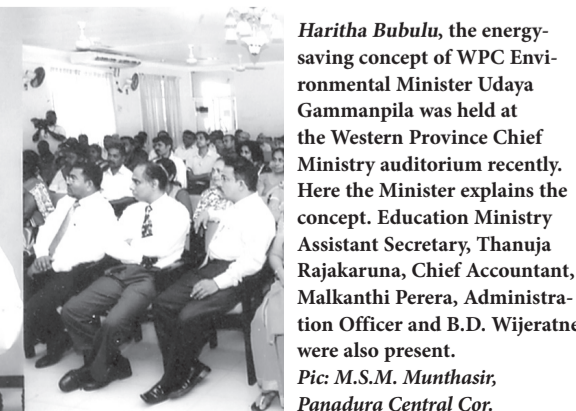 Haritha Bubulu, the energy-
saving concept of WPC Envi-
ronmental Minister Udaya
Gammanpila was held at
the Western Province Chief
Ministry auditorium recently.
Here the Minister explains the
concept. Education Ministry
Assistant Secretary, Thanuja
Rajakaruna, Chief Accountant,
Malkanthi Perera, Administra-
tion Officer and B.D. Wijeratne
were also present.
Pic: M.S.M. Munthasir,
Panadura Central Cor.